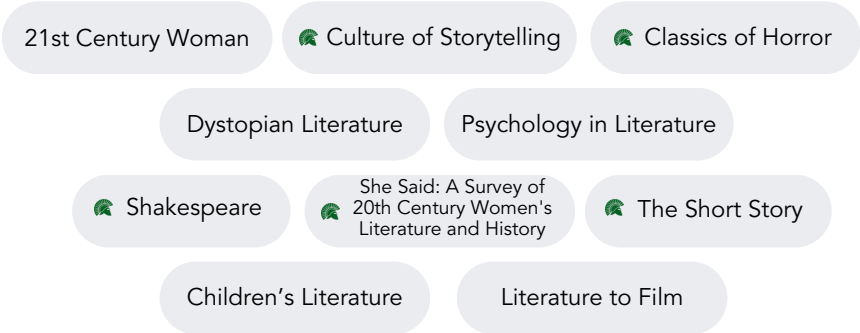 21st Century Woman
Culture of Storytelling
Classics of Horror
Dystopian Literature
Psychology in Literature
Shakespeare
She Said: A Survey of
20th Century Women's
Literature and History
The Short Story
Children’s Literature
Literature to Film